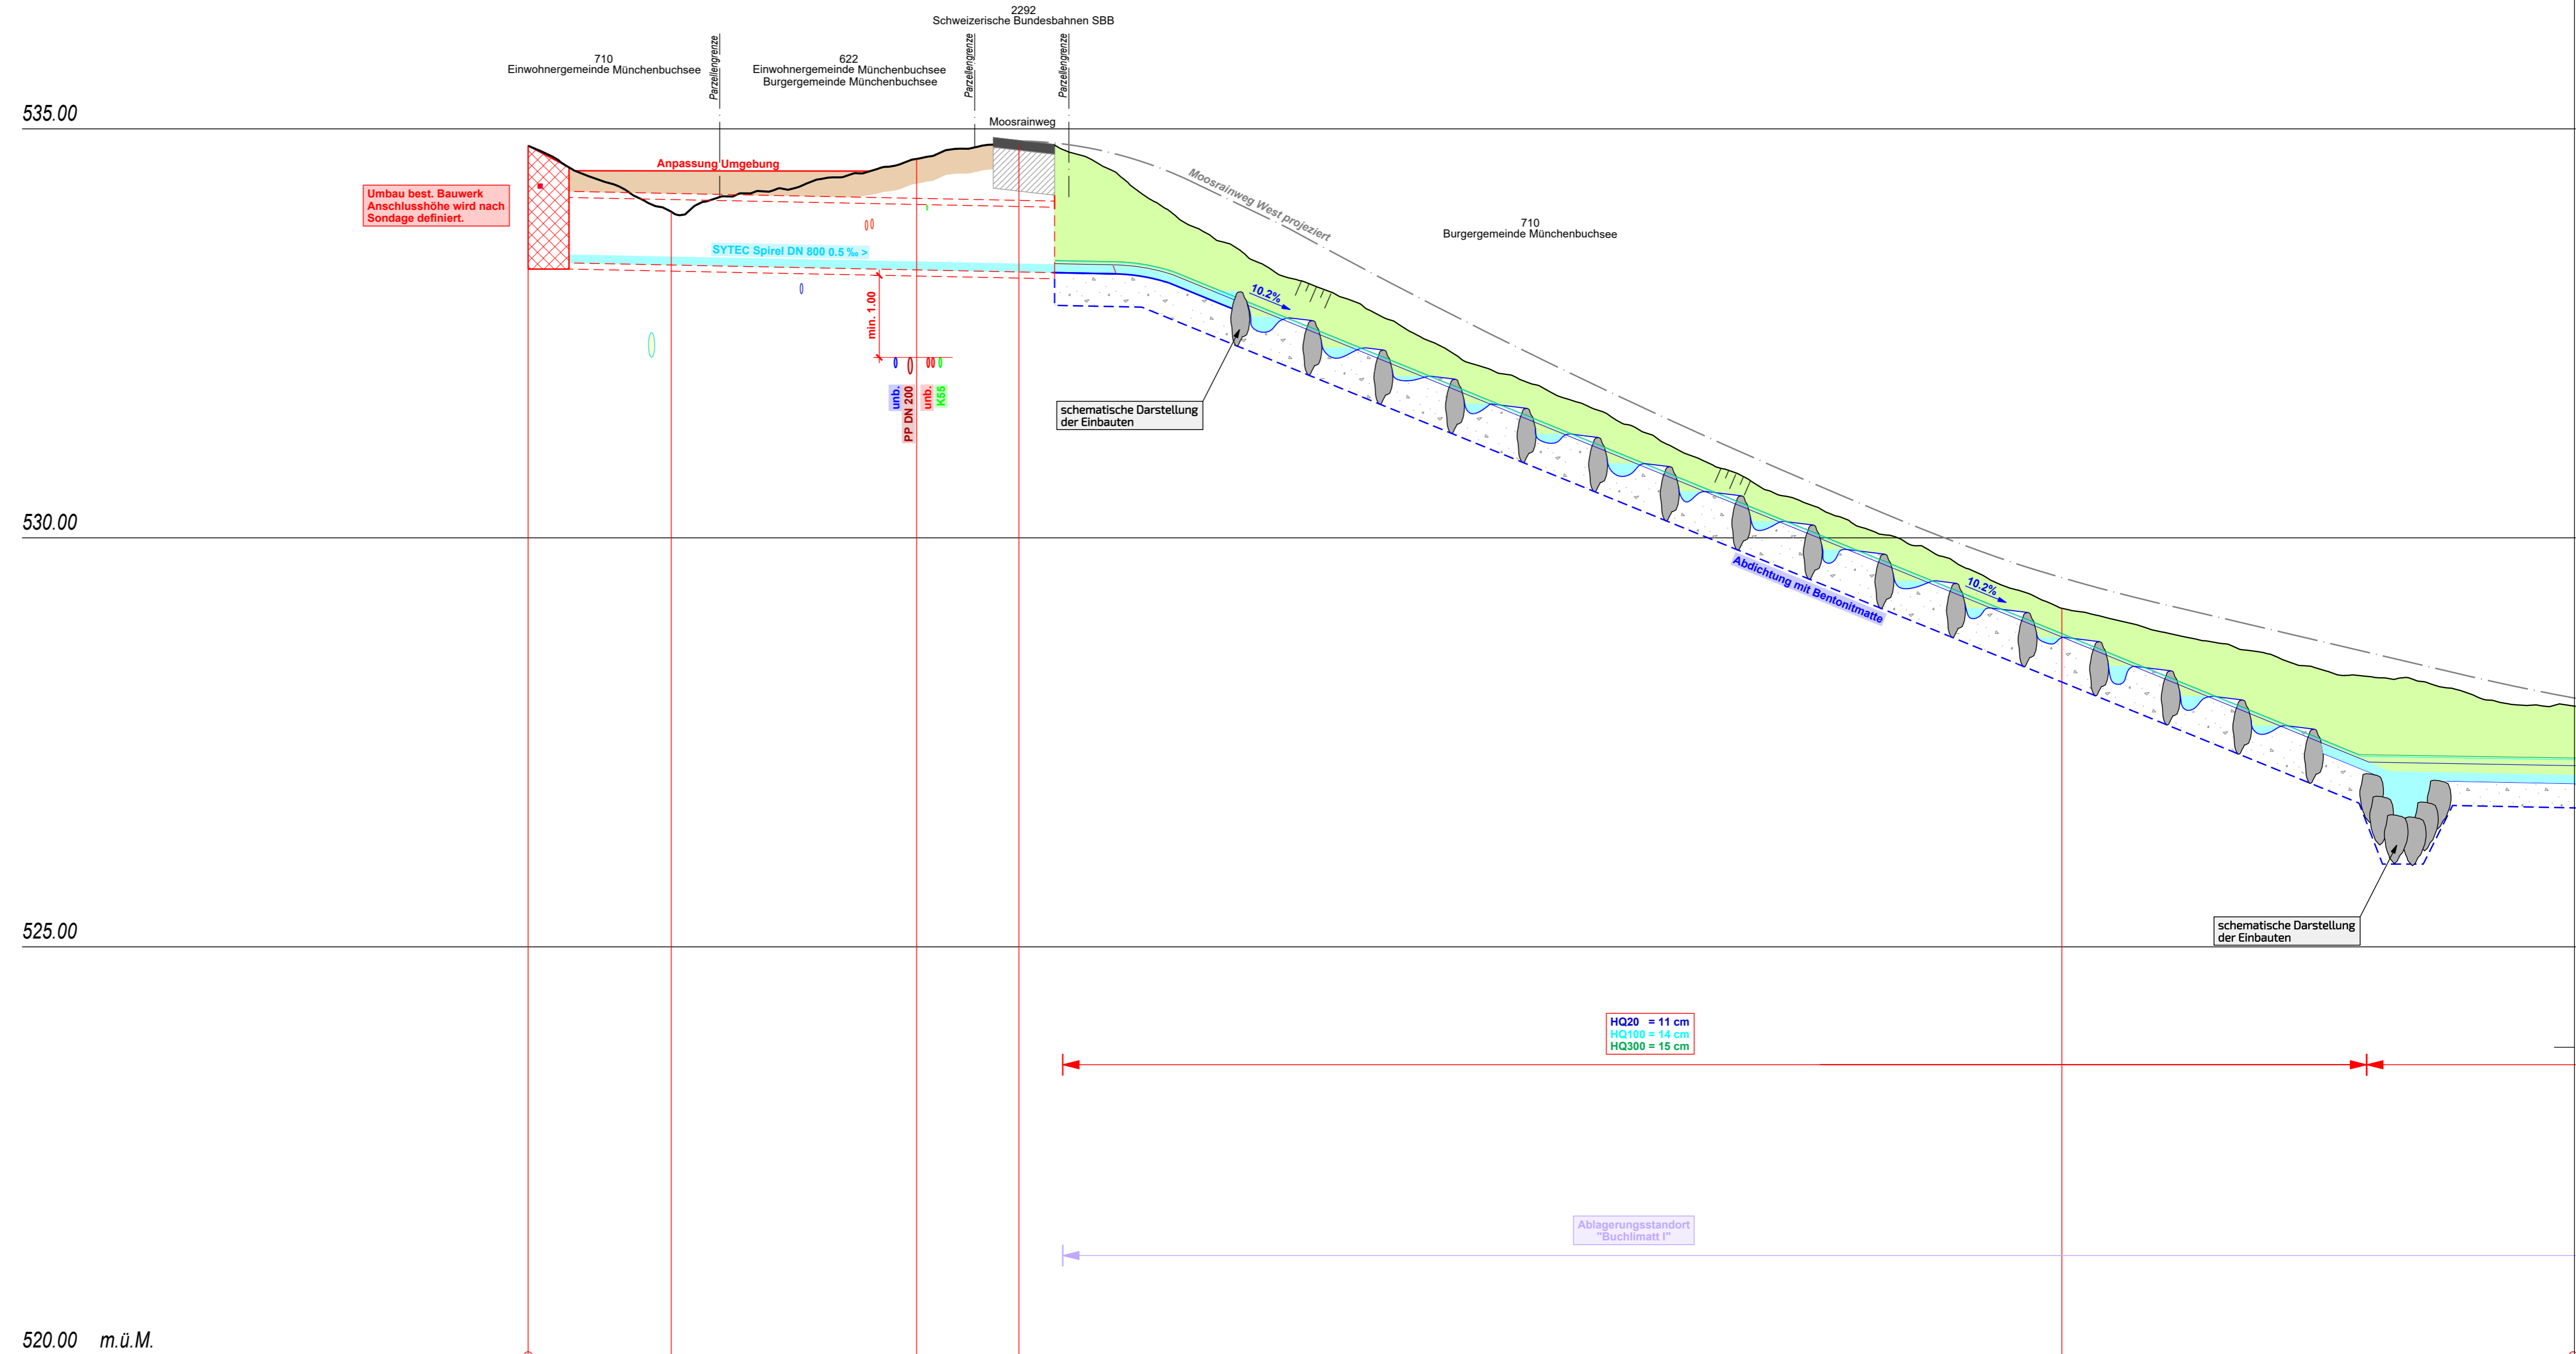 2292
Schweizerische Bundesbahnen SBB
710
Einwohnergemeinde Münchenbuchsee
Parzellengrenze
622
Einwohnergemeinde Münchenbuchsee
Burgergemeinde Münchenbuchsee
Parzellengrenze
Parzellengrenze
535.00
Moosrainweg
Anpassung Umgebung
Umbau best. Bauwerk
Anschlusshöhe wird nach
Sondage definiert.
Moosrainweg West projeziert
710
Burgergemeinde Münchenbuchsee
SYTEC Spirel DN 800 0.5 ‰ >
min. 1.00
10.2%
unb.
PP DN 200
unb.
K55
schematische Darstellung
der Einbauten
530.00
Abdichtung mit Bentonitmatte
10.2%
525.00
schematische Darstellung
der Einbauten
HQ20 = 11 cm
HQ100 = 14 cm
HQ300 = 15 cm
Ablagerungsstandort
"Buchlimatt I"
520.00 m.ü.M.